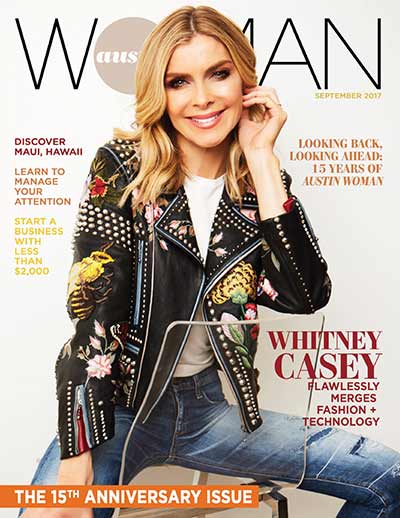 WOMAN
aus
SEPTEMBER 2017
DISCOVER
MAUI, HAWAII
LEARN TO
MANAGE
YOUR
ATTENTION
START A
BUSINESS
WITH
LESS
THAN
$2,000
LOOKING BACK,
LOOKING AHEAD:
15 YEARS OF
AUSTIN WOMAN
WHITNEY
CASEY
FLAWLESSLY
MERGES
FASHION +
TECHNOLOGY
THE 15TH ANNIVERSARY ISSUE